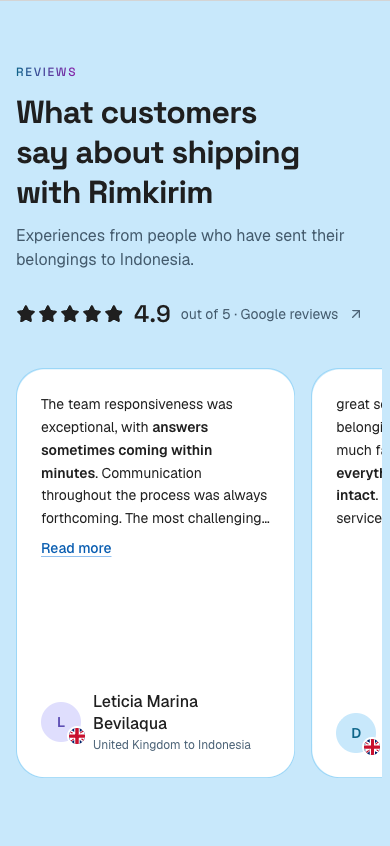 REVIEWS
What customers
say about shipping
with Rimkirim
Experiences from people who have sent their
belongings to Indonesia.
4.9 out of 5 · Google reviews
The team responsiveness was
exceptional, with answers
sometimes coming within
minutes. Communication
throughout the process was always
forthcoming. The most challenging...
Read more
L
Leticia Marina
Bevilaqua
United Kingdom to Indonesia
great
much
intact.
service
D